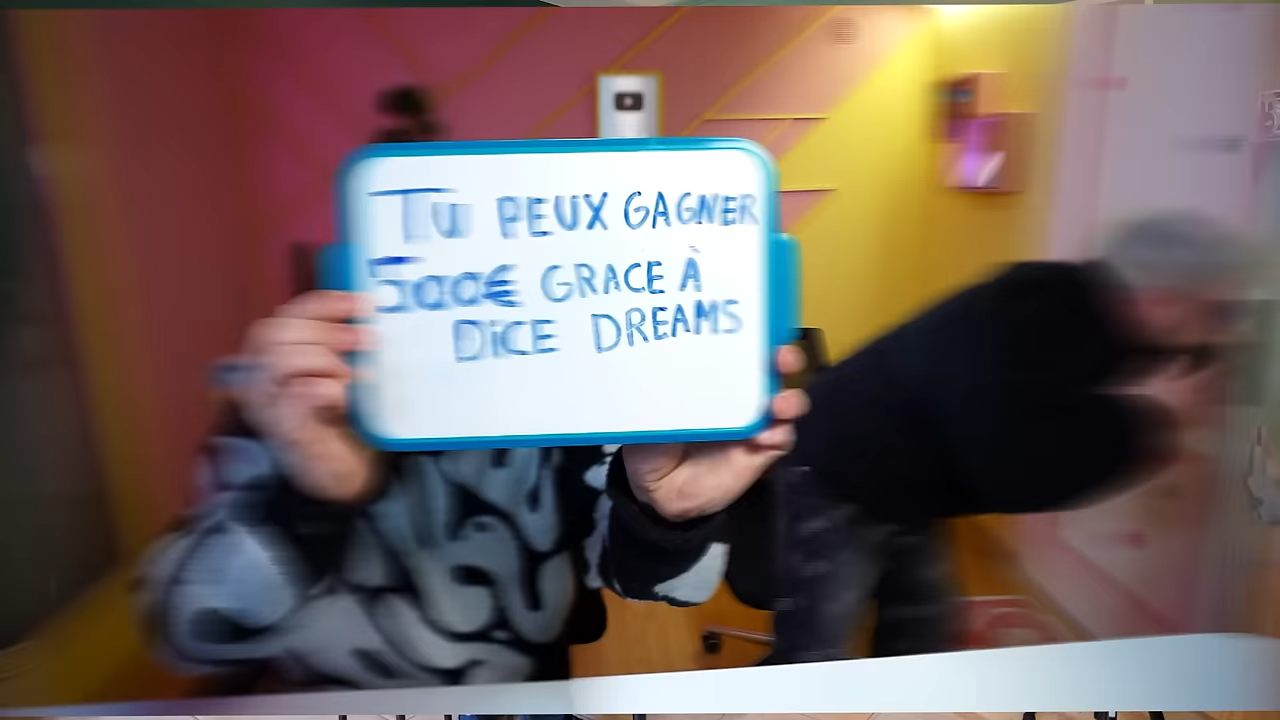 TU PEUX GAGNER
500€ GRACE À
DiCE DREAMS